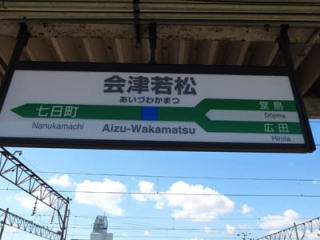 会津若松
あいづわかまつ
七日町
Nanukamachi
Aizu-Wakamatsu
堂島
Dōjima
広田
Hirota